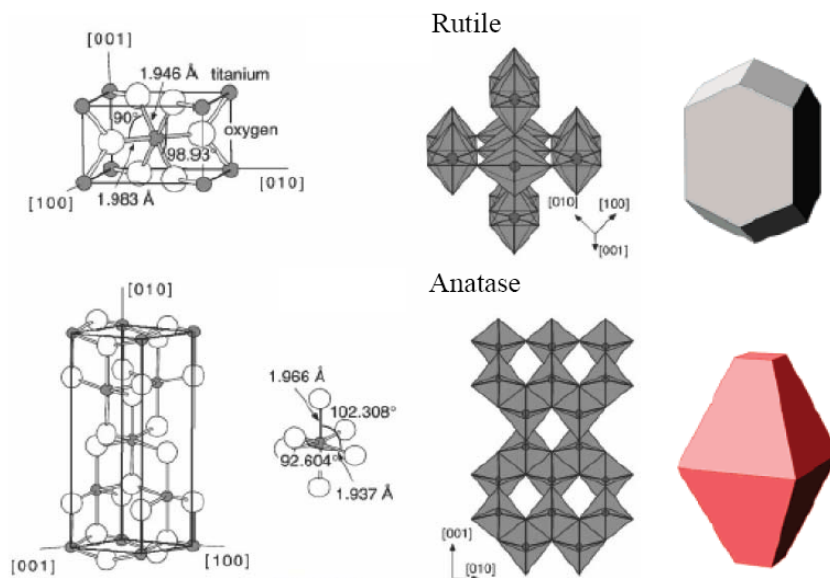 Rutile
[001]
1.946 Å titanium
90°
oxygen
98.93°
[010]
[100]
1.983 Å
[010] [100]
[001]
Anatase
[010]
1.966 Å
102.308°
92.604°
1.937 Å
[001] [100]
[001]
[010]